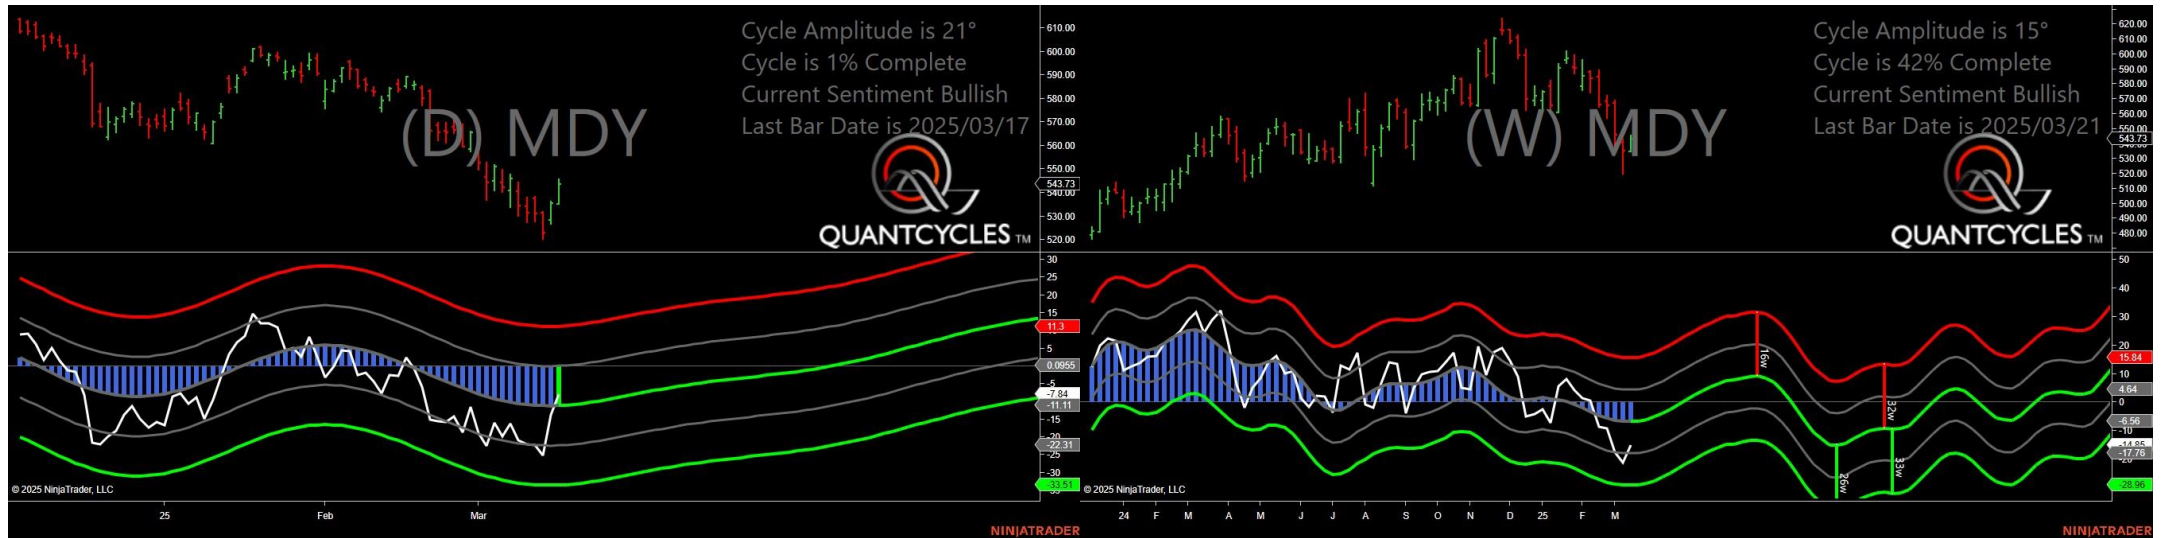 Cycle Amplitude is 21°
Cycle is 1% Complete
Current Sentiment Bullish
Last Bar Date is 2025/03/17
(D) MDY
QUANTCYCLES TM
610.00
600.00
590.00
580.00
570.00
560.00
550.00
543.73
540.00
530.00
520.00
30
25
20
15
11.3
5
0.0955
-5
-7.84
-11.11
-15
-22.31
-25
-30
-33.51
© 2025 NinjaTrader, LLC
25 Feb Mar
NINJATRADER
Cycle Amplitude is 15°
Cycle is 42% Complete
Current Sentiment Bullish
Last Bar Date is 2025/03/21
(W) MDY
QUANTCYCLES TM
620.00
610.00
600.00
590.00
580.00
570.00
560.00
550.00
543.73
530.00
520.00
510.00
500.00
490.00
480.00
50
40
30
20
15.84
10
4.64
0
-6.56
-10
-14.85
-17.76
-28.96
16w
32w
26w
33w
© 2025 NinjaTrader, LLC
24 F M A M J J A S O N D 25 F M
NINJATRADER